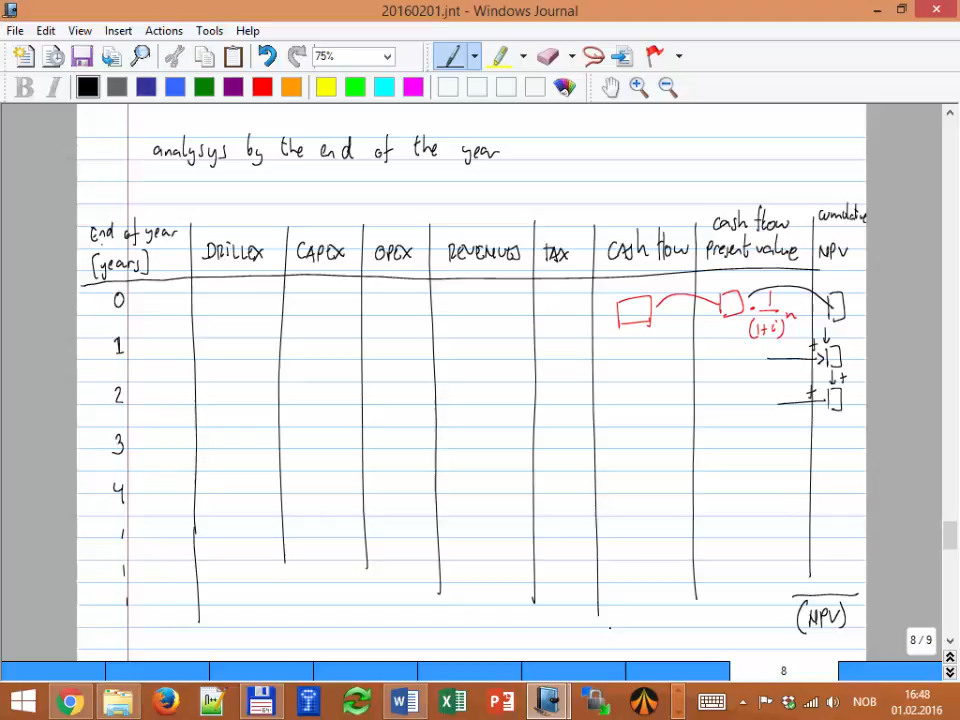 20160201.jnt - Windows Journal
File Edit View Insert Actions Tools Help
75%
B I
analysys by the end of the year
End of year [years] DRILLEX CAPEX OPEX REVENUES TAX cash flow cash flow present value cumulative NPV
0 · 1/(1+i)^n
1 +
2 + +
3
4
(NPV)
8 / 9
8
NOB
16:48
01.02.2016